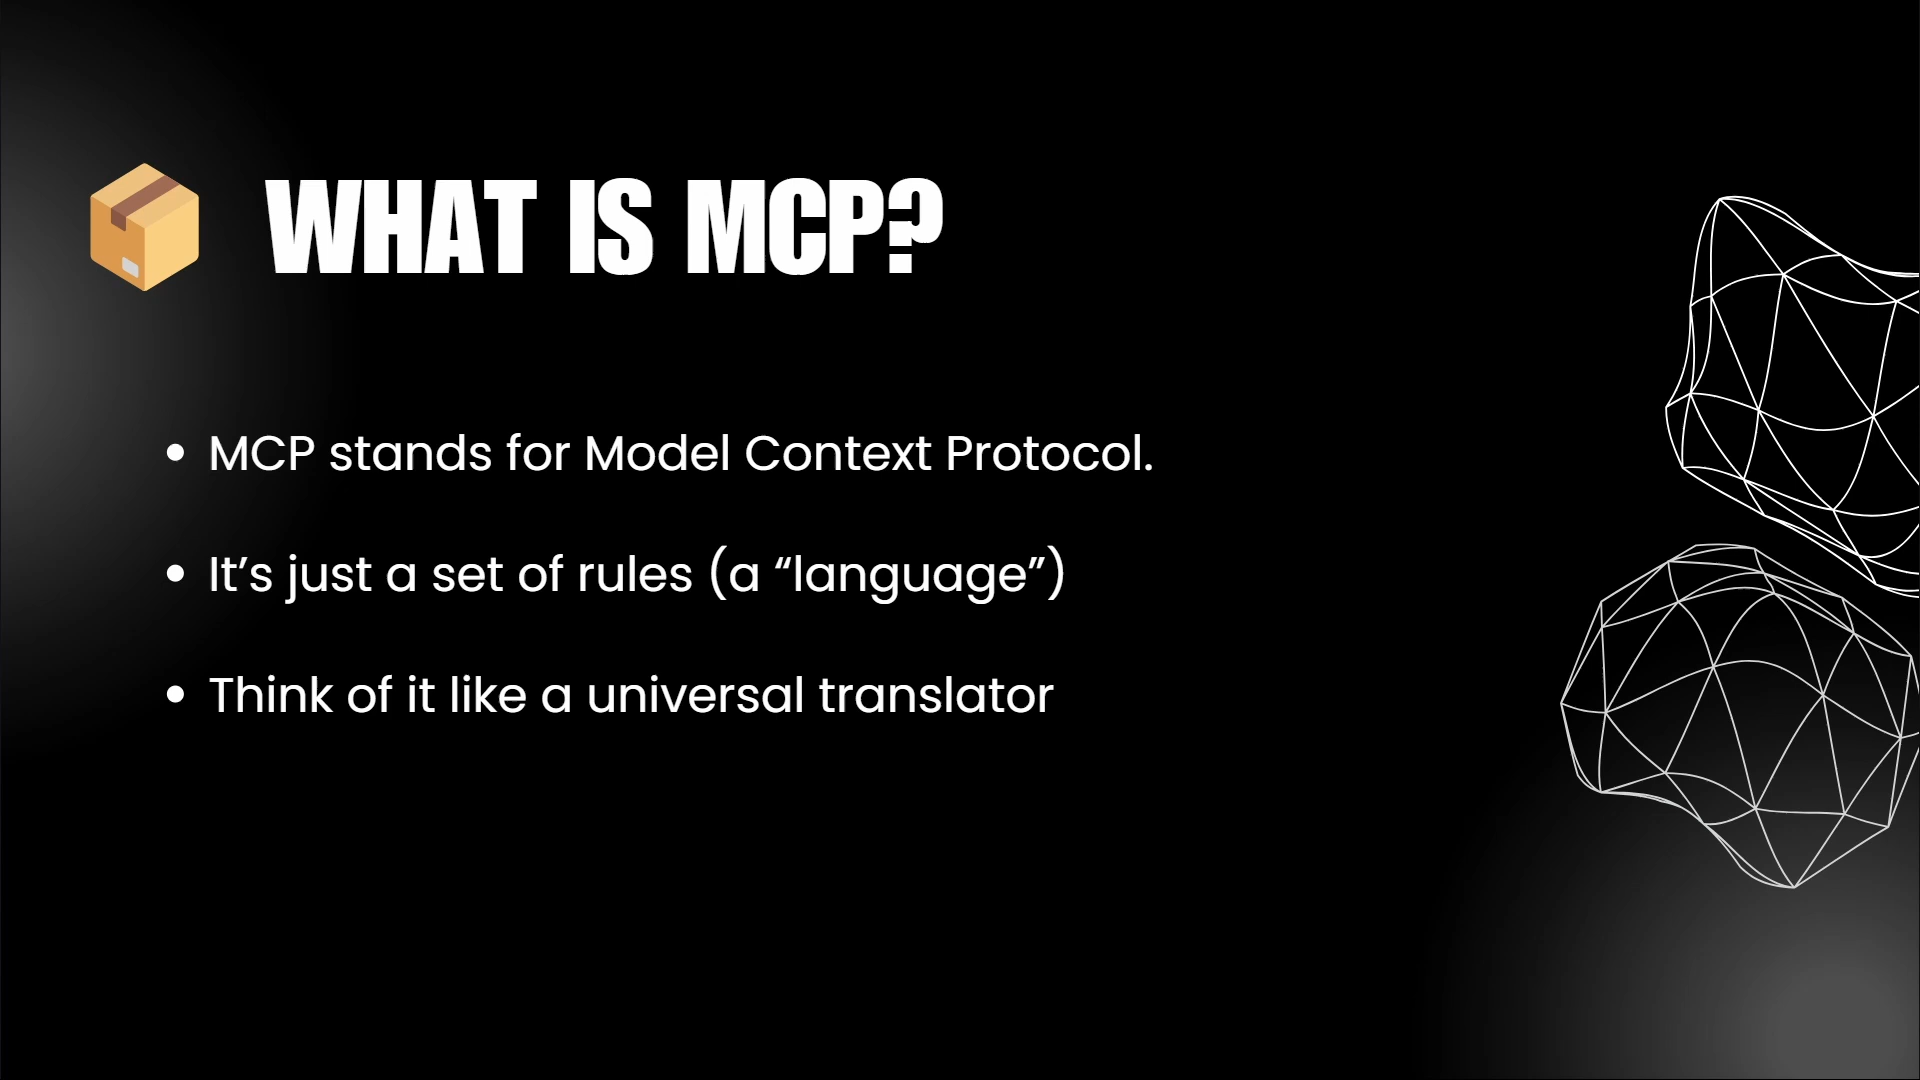 WHAT IS MCP?
• MCP stands for Model Context Protocol.
• It’s just a set of rules (a “language”)
• Think of it like a universal translator